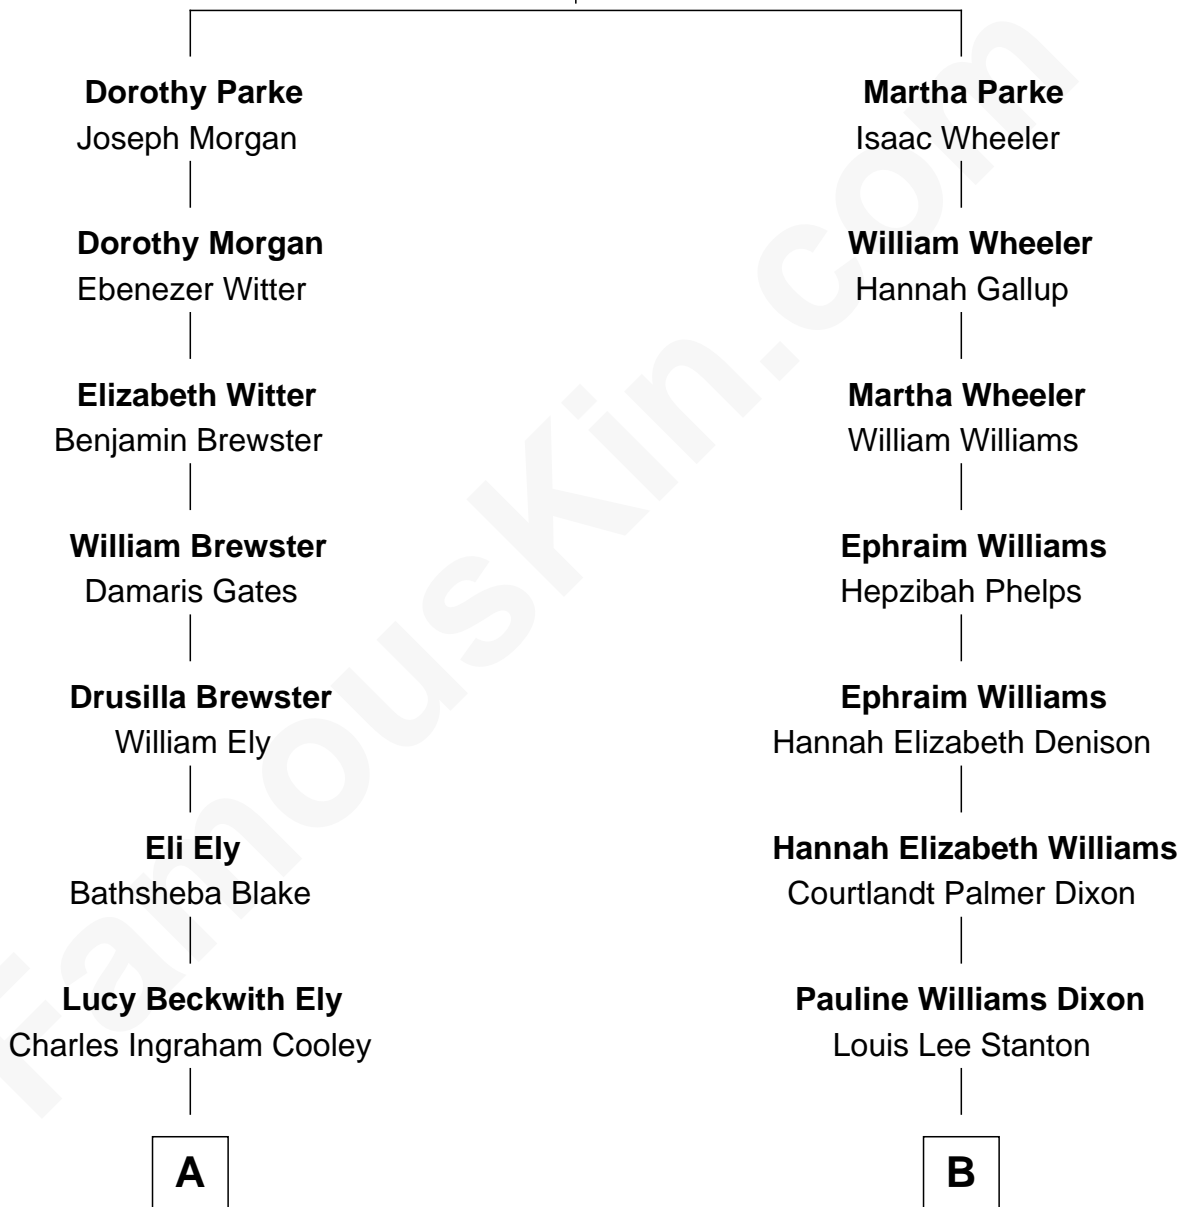 Dorothy Parke
Joseph Morgan
Dorothy Morgan
Ebenezer Witter
Elizabeth Witter
Benjamin Brewster
William Brewster
Damaris Gates
Drusilla Brewster
William Ely
Eli Ely
Bathsheba Blake
Lucy Beckwith Ely
Charles Ingraham Cooley
A
Martha Parke
Isaac Wheeler
William Wheeler
Hannah Gallup
Martha Wheeler
William Williams
Ephraim Williams
Hepzibah Phelps
Ephraim Williams
Hannah Elizabeth Denison
Hannah Elizabeth Williams
Courtlandt Palmer Dixon
Pauline Williams Dixon
Louis Lee Stanton
B
FamousKin.com